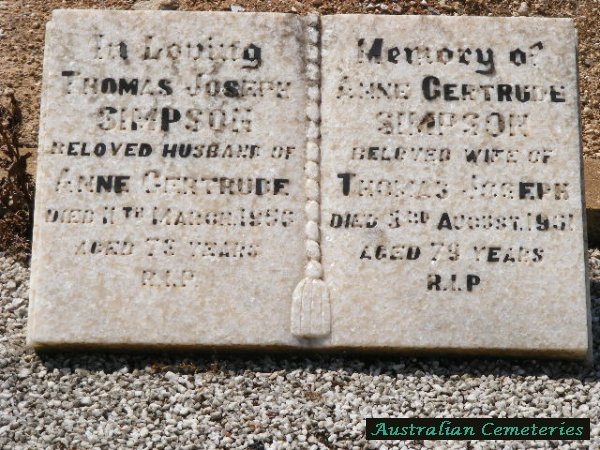 In Loving
THOMAS JOSEPH
SIMPSON
BELOVED HUSBAND OF
ANNE GERTRUDE
DIED 11TH MARCH.
AGED YEARS
R.I.P
Memory of
ANNE GERTRUDE
SIMPSON
BELOVED WIFE OF
THOMAS JOSEPH
DIED 3RD AUGUST.
AGED 79 YEARS
R.I.P
Australian Cemeteries